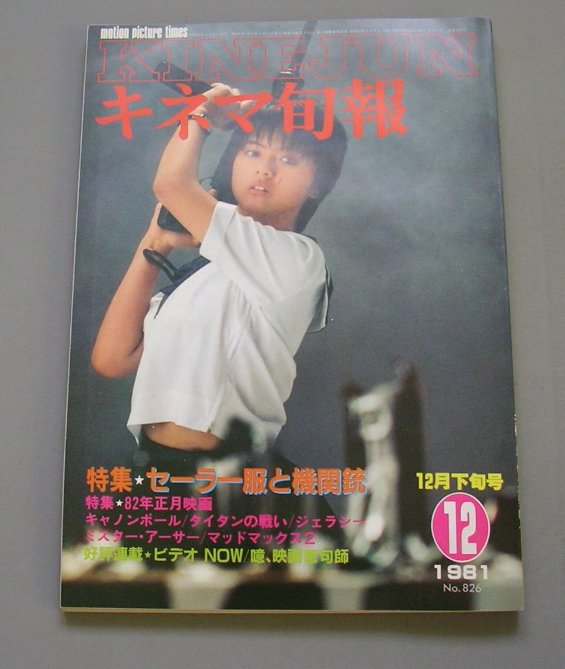 motion picture times
KINEJUN
キネマ旬報
特集★セーラー服と機関銃
12月下旬号
特集★82年正月映画
キャノンボール/タイタンの戦い/ジェラシー
ミスター・アーサー/マッドマックス2
好評連載★ビデオ NOW/噫、映画
12
1981
No.826